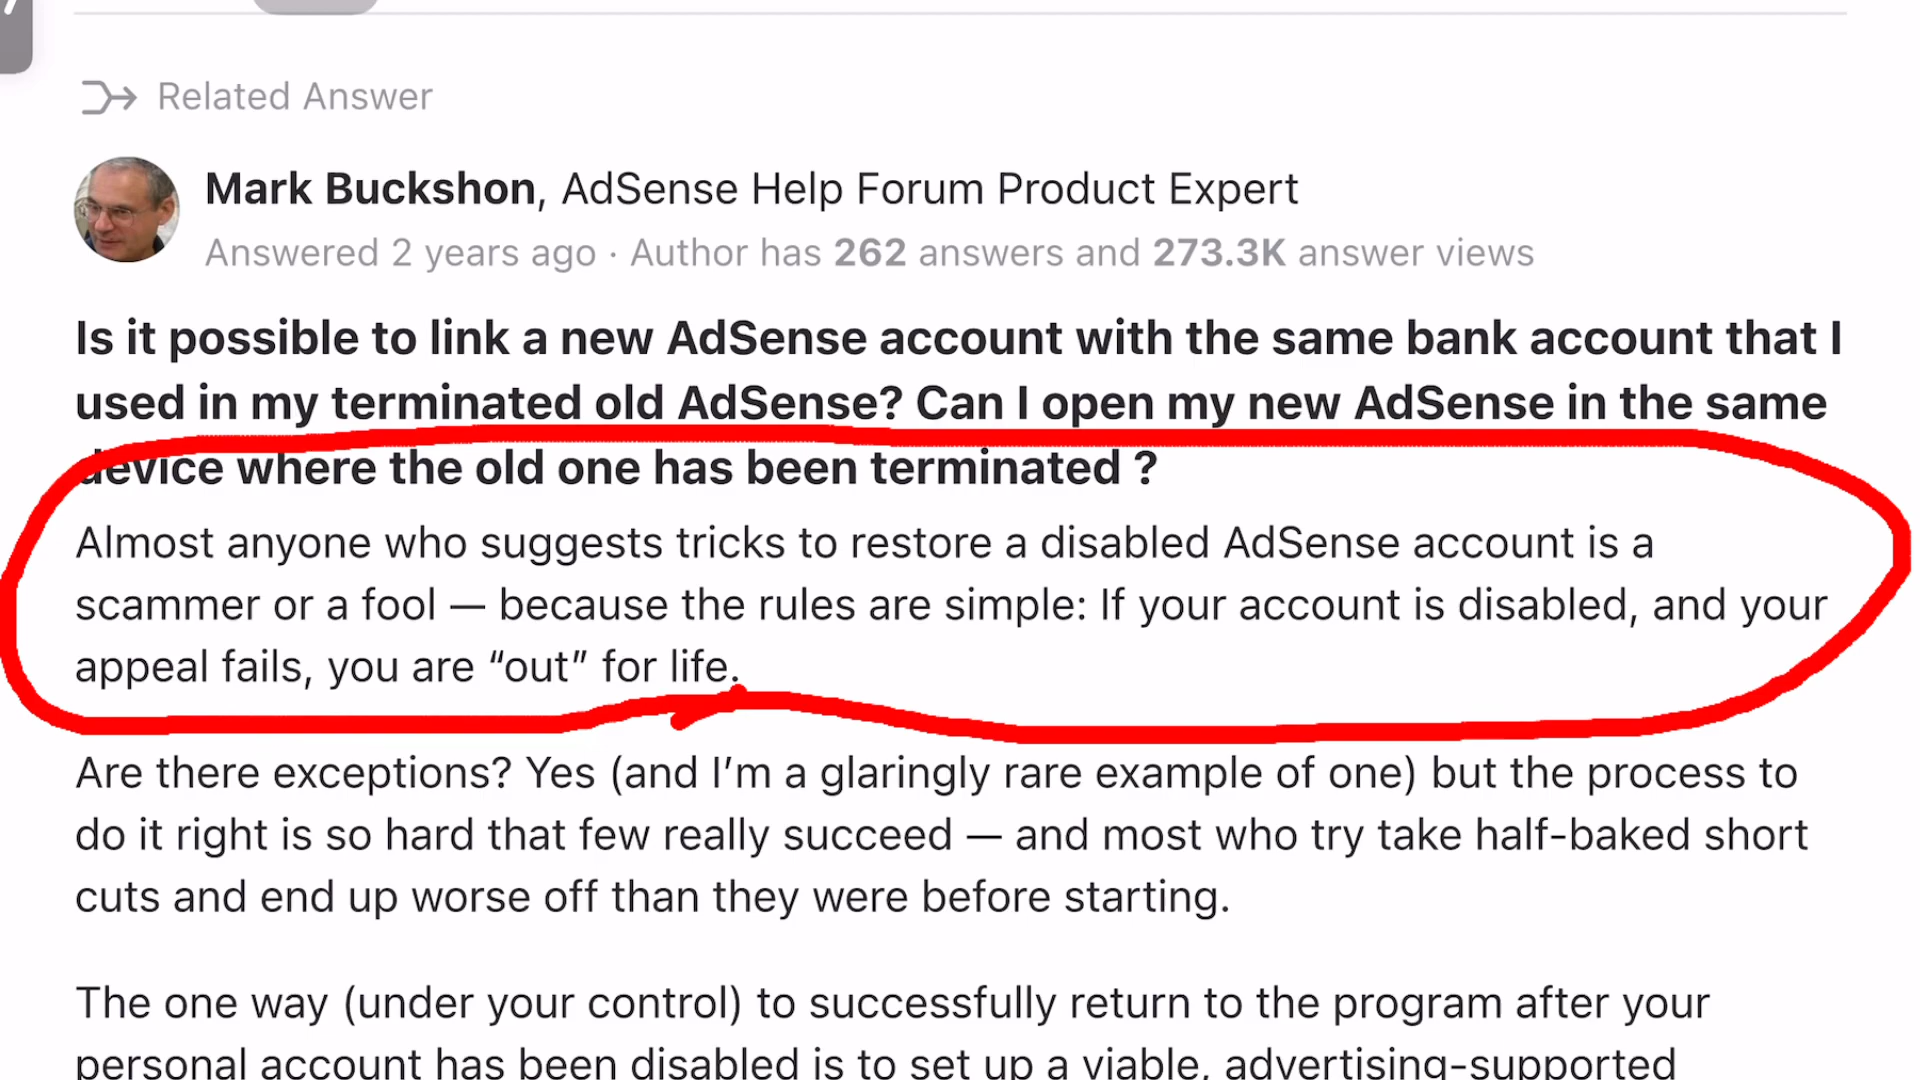 Related Answer
Mark Buckshon, AdSense Help Forum Product Expert
Answered 2 years ago · Author has 262 answers and 273.3K answer views
Is it possible to link a new AdSense account with the same bank account that I
used in my terminated old AdSense? Can I open my new AdSense in the same
device where the old one has been terminated ?
Almost anyone who suggests tricks to restore a disabled AdSense account is a
scammer or a fool — because the rules are simple: If your account is disabled, and your
appeal fails, you are “out” for life.
Are there exceptions? Yes (and I’m a glaringly rare example of one) but the process to
do it right is so hard that few really succeed — and most who try take half-baked short
cuts and end up worse off than they were before starting.
The one way (under your control) to successfully return to the program after your
personal account has been disabled is to set up a viable, advertising-supported